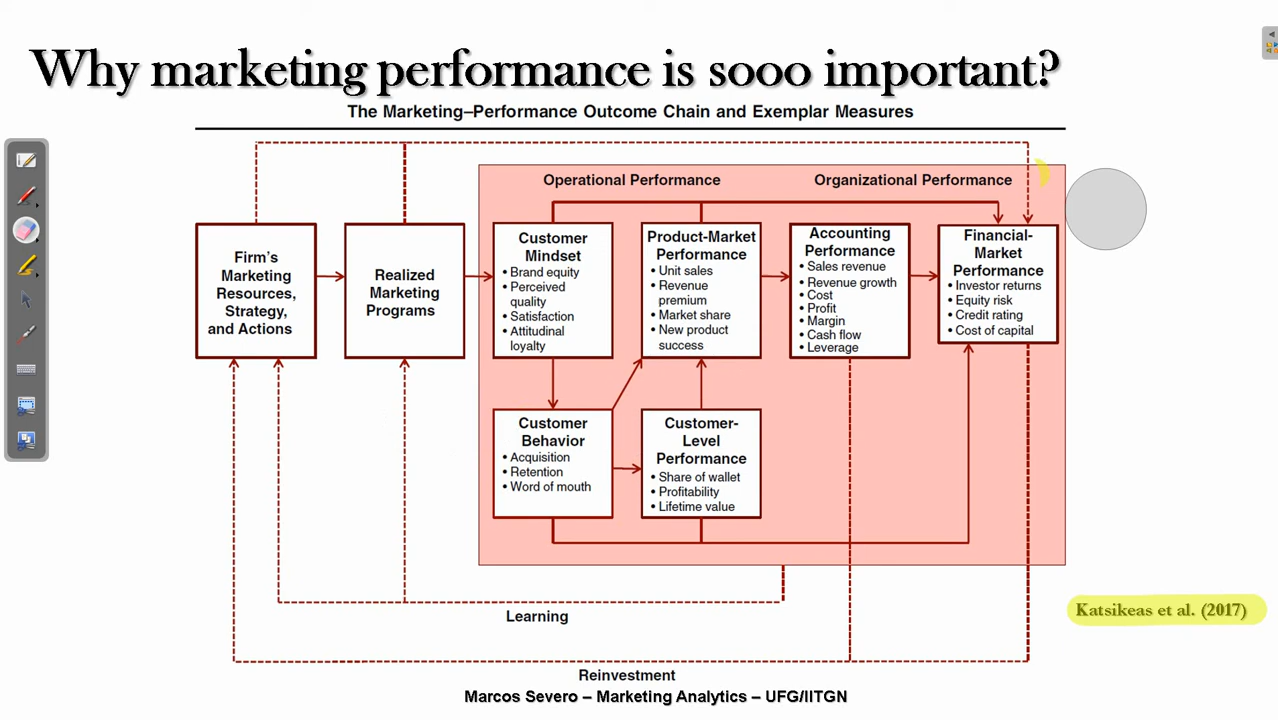 Why marketing performance is sooo important?
The Marketing–Performance Outcome Chain and Exemplar Measures
Operational Performance
Organizational Performance
Firm's
Marketing
Resources,
Strategy,
and Actions
Realized
Marketing
Programs
Customer
Mindset
• Brand equity
• Perceived
quality
• Satisfaction
• Attitudinal
loyalty
Product-Market
Performance
• Unit sales
• Revenue
premium
• Market share
• New product
success
Accounting
Performance
• Sales revenue
• Revenue growth
• Cost
• Profit
• Margin
• Cash flow
• Leverage
Financial-
Market
Performance
• Investor returns
• Equity risk
• Credit rating
• Cost of capital
Customer
Behavior
• Acquisition
• Retention
• Word of mouth
Customer-
Level
Performance
• Share of wallet
• Profitability
• Lifetime value
Learning
Katsikeas et al. (2017)
Reinvestment
Marcos Severo – Marketing Analytics – UFG/IITGN